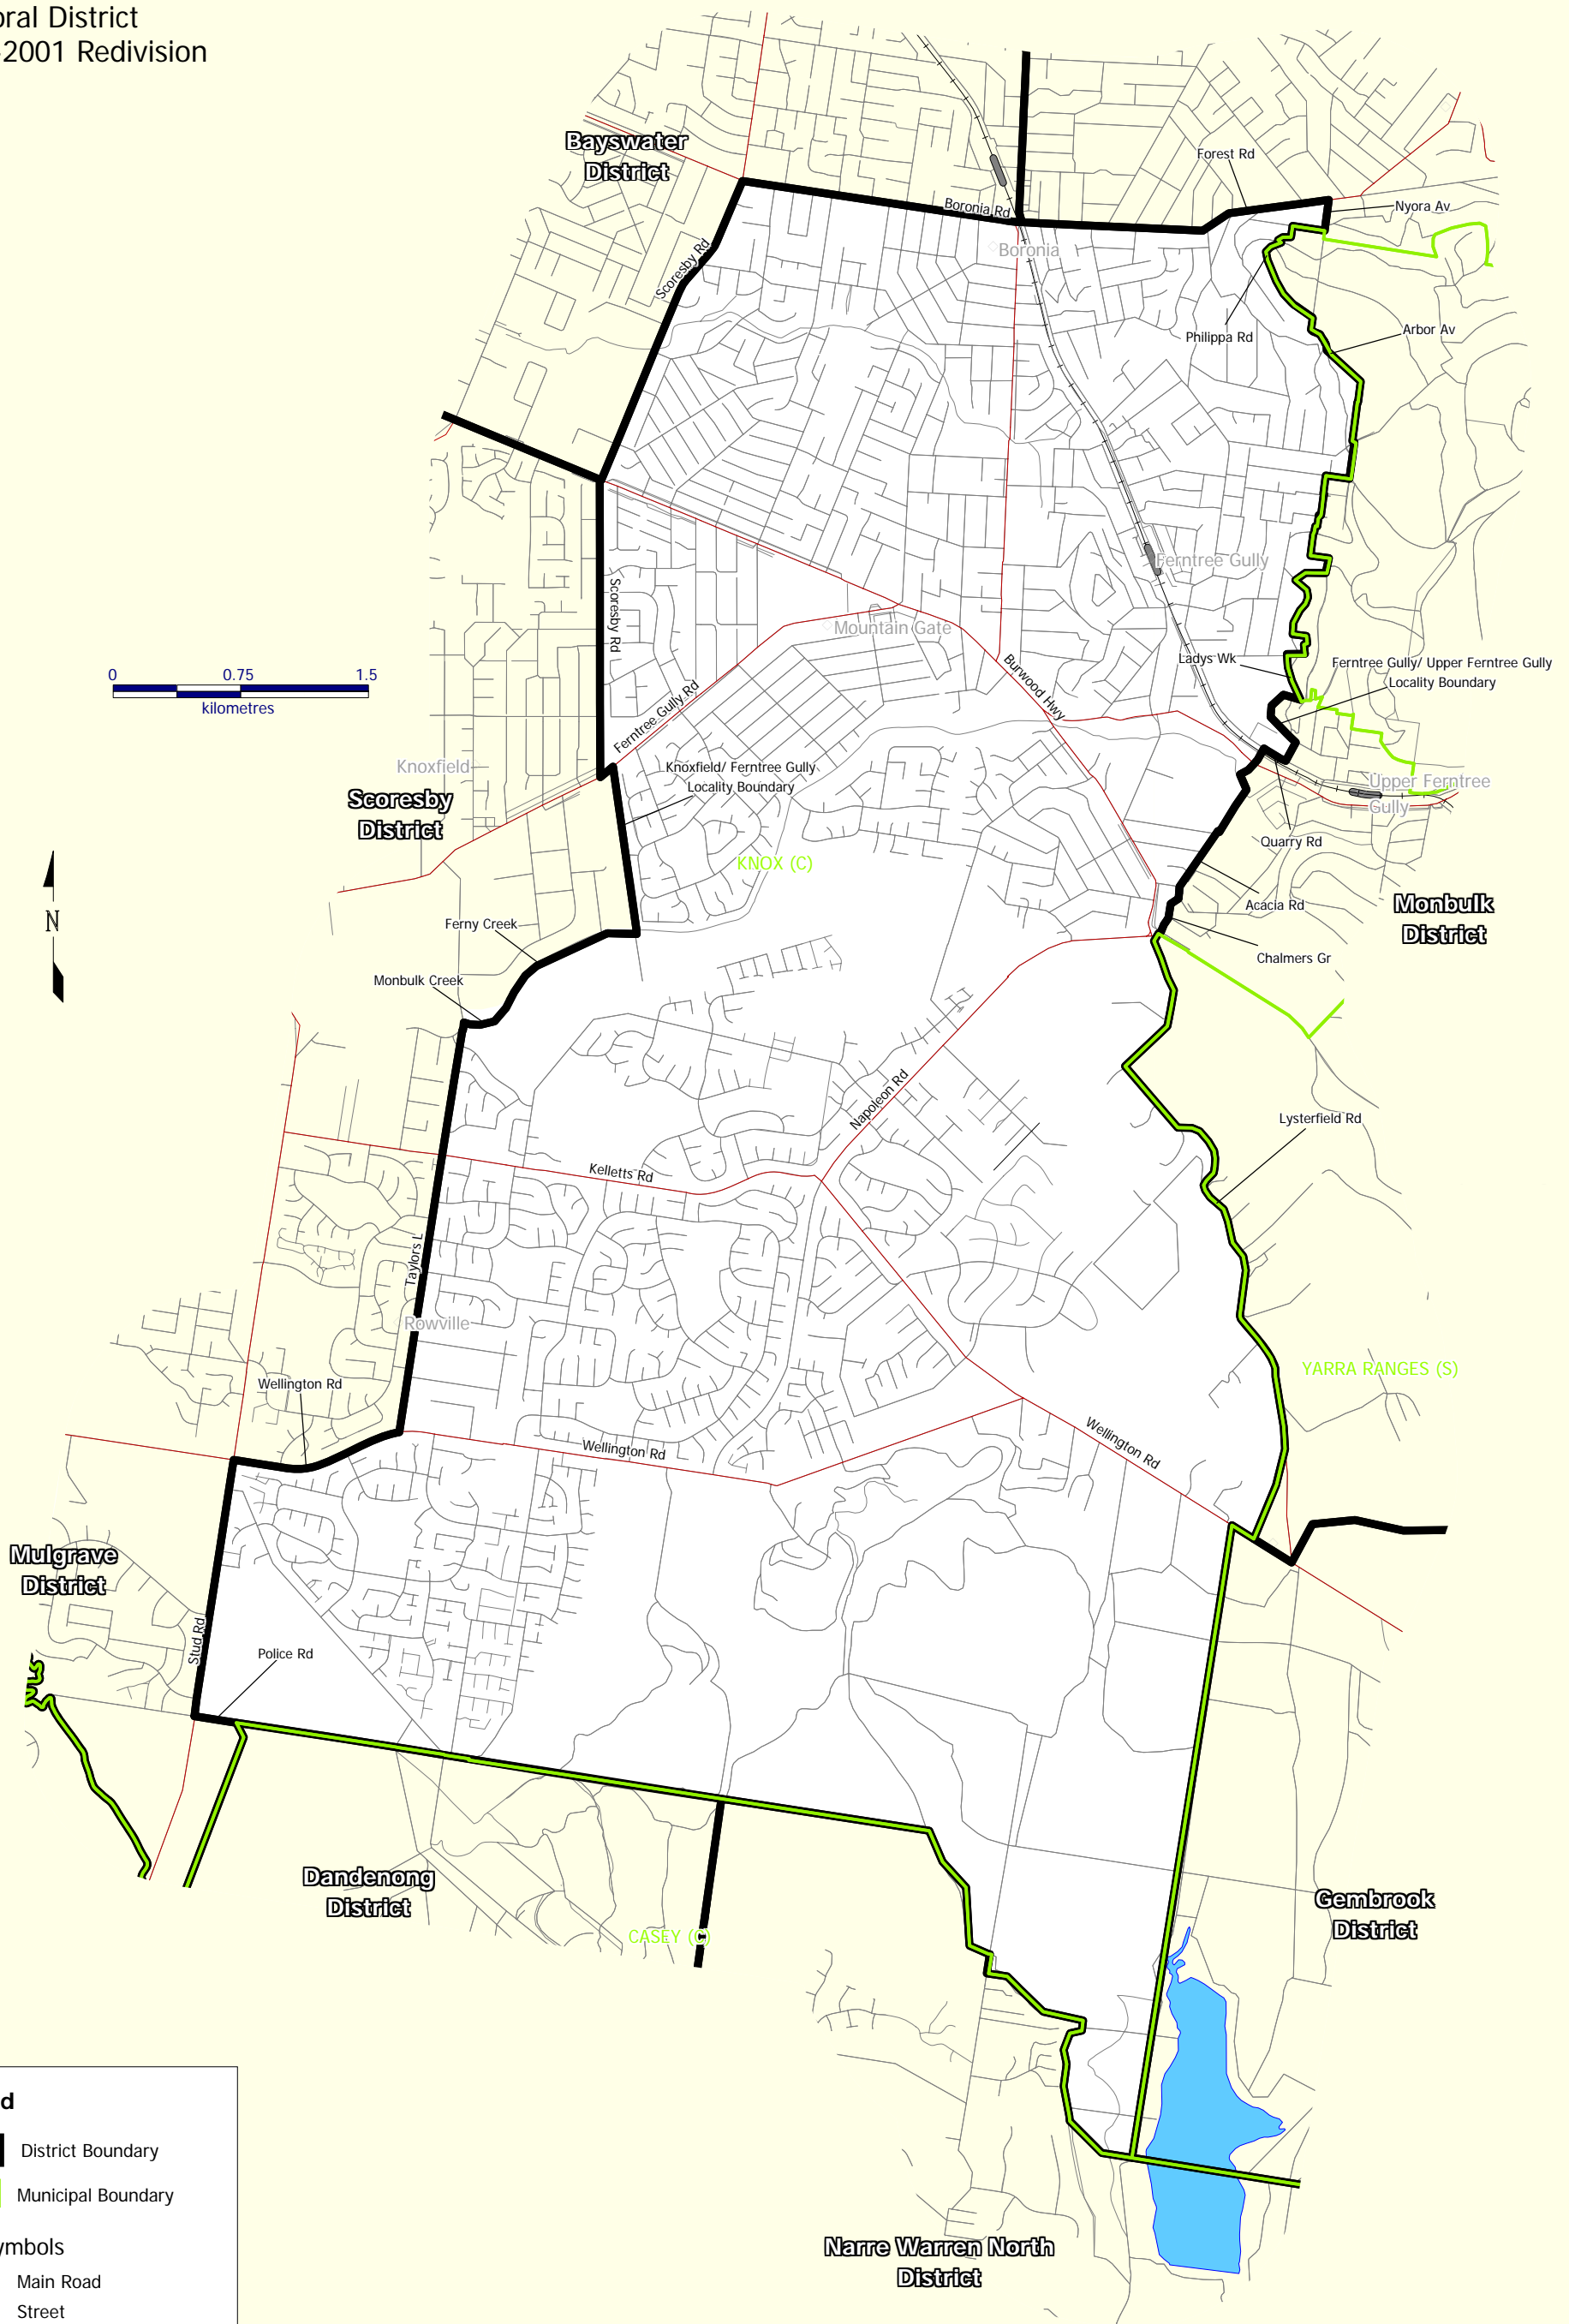 oral District
-2001 Redivision
Bayswater
District
Forest Rd
Nyora Av
Boronia Rd
Boronia
Scoresby Rd
Philippa Rd
Arbor Av
Ferntree Gully
Scoresby Rd
Mountain Gate
Burwood Hwy
Ladys Wk
Ferntree Gully/ Upper Ferntree Gully
Locality Boundary
0 0.75 1.5
kilometres
Ferntree Gully Rd
Knoxfield
Knoxfield/ Ferntree Gully
Locality Boundary
Upper Ferntree
Gully
Scoresby
District
Quarry Rd
KNOX (C)
N
Acacia Rd
Monbulk
District
Ferny Creek
Chalmers Gr
Monbulk Creek
Napoleon Rd
Lysterfield Rd
Kelletts Rd
Taylors L
Rowville
YARRA RANGES (S)
Wellington Rd
Wellington Rd
Wellington Rd
Mulgrave
District
Stud Rd
Police Rd
Dandenong
District
CASEY (C)
Gembrook
District
d
District Boundary
Municipal Boundary
ymbols
Main Road
Street
Narre Warren North
District